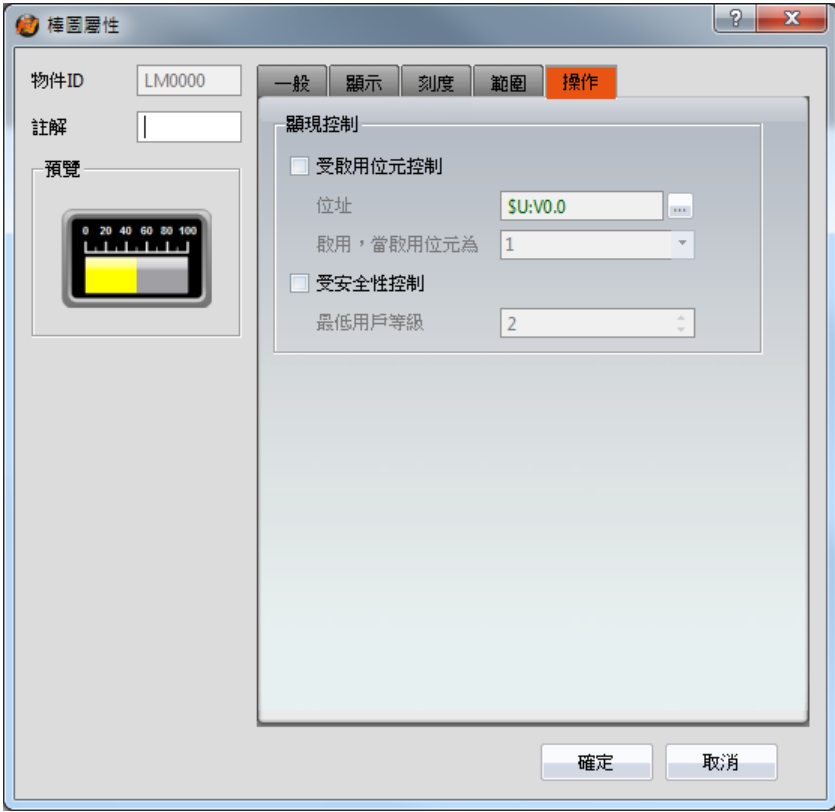 棒圖屬性
?
物件ID LM0000
註解
預覽
0 20 40 60 80 100
一般 顯示 刻度 範圍 操作
顯現控制
受啟用位元控制
位址 $U:V0.0 ...
啟用，當啟用位元為 1
受安全性控制
最低用戶等級 2
確定 取消